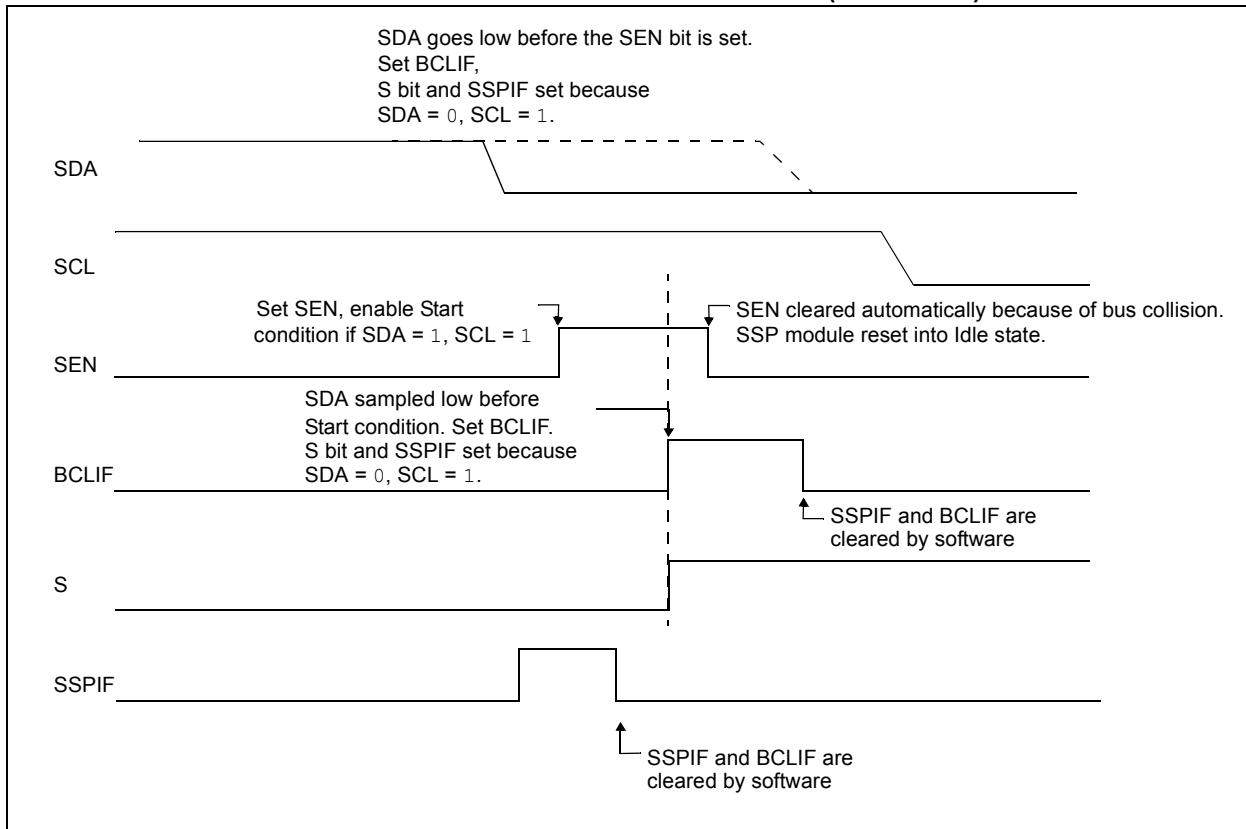 SDA goes low before the SEN bit is set.
Set BCLIF,
S bit and SSPIF set because
SDA = 0, SCL = 1.
SDA
SCL
Set SEN, enable Start
condition if SDA = 1, SCL = 1
SEN cleared automatically because of bus collision.
SSP module reset into Idle state.
SEN
SDA sampled low before
Start condition. Set BCLIF.
S bit and SSPIF set because
SDA = 0, SCL = 1.
BCLIF
SSPIF and BCLIF are
cleared by software
S
SSPIF
SSPIF and BCLIF are
cleared by software